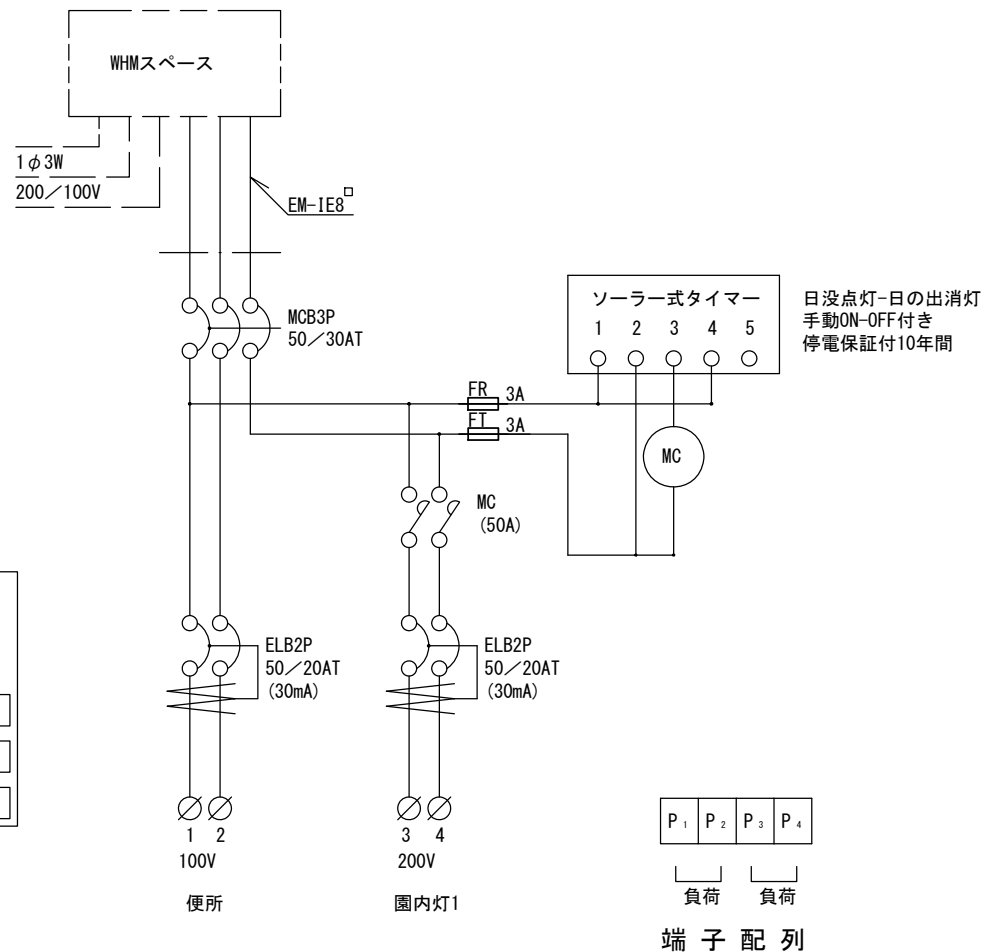 WHMスペース
1φ3W
200／100V
EM-IE8□
MCB3P
50／30AT
ソーラー式タイマー
1 2 3 4 5
日没点灯-日の出消灯
手動ON-OFF付き
停電保証付10年間
FR 3A
FT 3A
MC
MC
(50A)
ELB2P
50／20AT
(30mA)
ELB2P
50／20AT
(30mA)
1 2
100V
便所
3 4
200V
園内灯1
P₁ P₂ P₃ P₄
負荷 負荷
端子配列